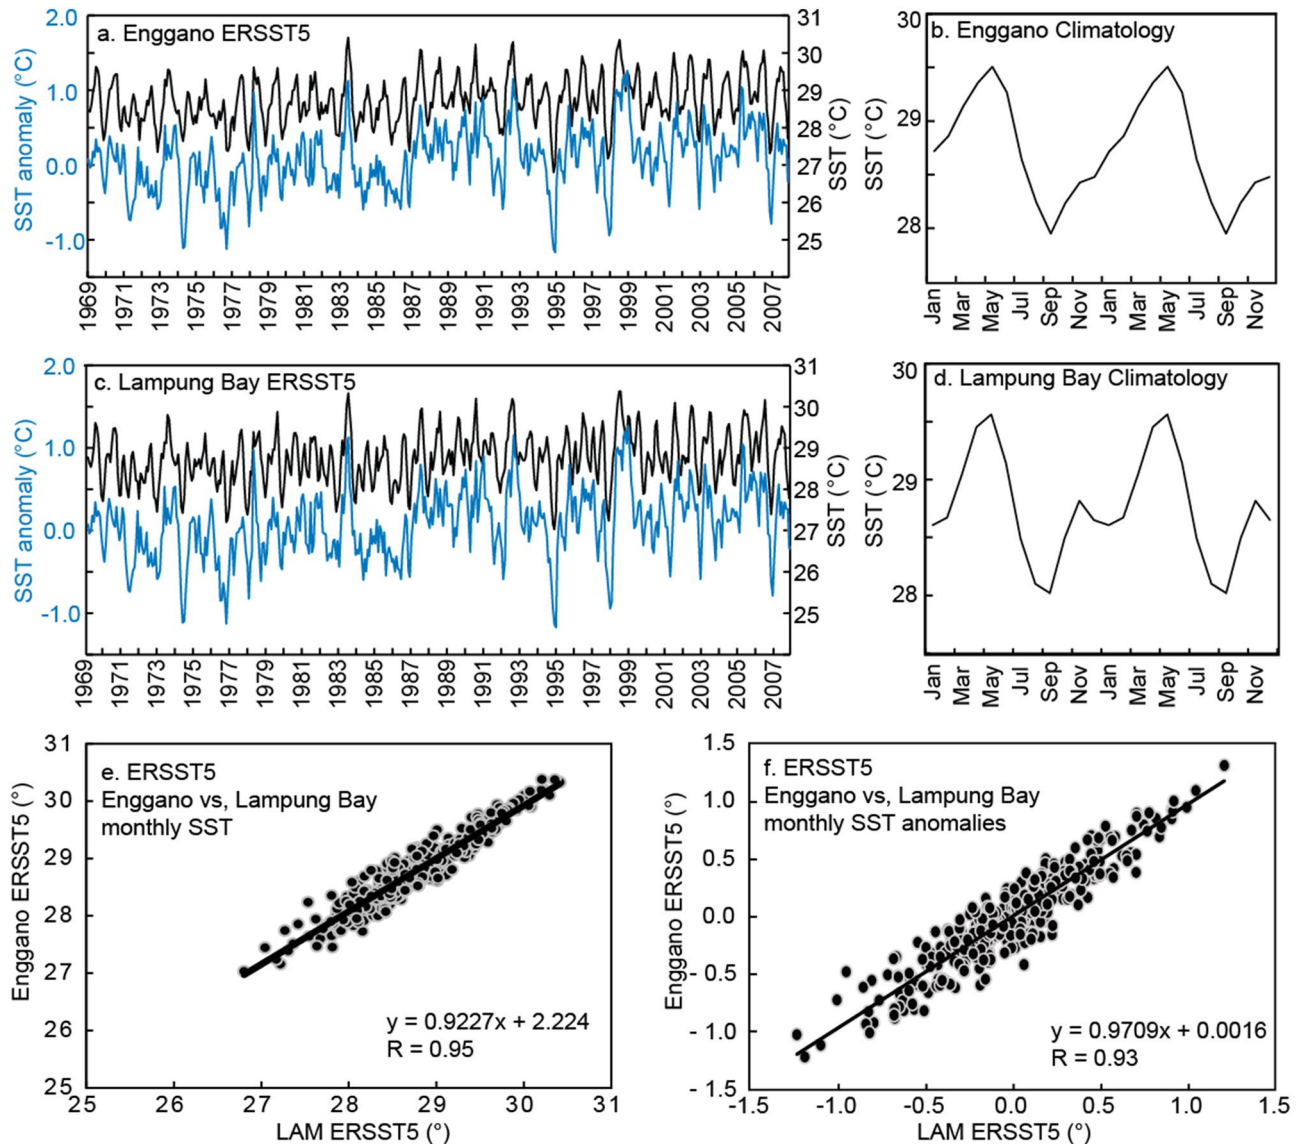 a. Enggano ERSST5
SST anomaly (°C)
2.0
1.0
0.0
-1.0
31
30
29
28
27
26
25
SST (°C)
1969
1971
1973
1975
1977
1979
1981
1983
1985
1987
1989
1991
1993
1995
1997
1999
2001
2003
2005
2007
b. Enggano Climatology
SST (°C)
30
29
28
Jan
Mar
May
Jul
Sep
Nov
Jan
Mar
May
Jul
Sep
Nov
c. Lampung Bay ERSST5
SST anomaly (°C)
2.0
1.0
0.0
-1.0
31
30
29
28
27
26
25
SST (°C)
1969
1971
1973
1975
1977
1979
1981
1983
1985
1987
1989
1991
1993
1995
1997
1999
2001
2003
2005
2007
d. Lampung Bay Climatology
SST (°C)
30
29
28
Jan
Mar
May
Jul
Sep
Nov
Jan
Mar
May
Jul
Sep
Nov
e. ERSST5
Enggano vs, Lampung Bay
monthly SST
Enggano ERSST5 (°)
31
30
29
28
27
26
25
y = 0.9227x + 2.224
R = 0.95
25
26
27
28
29
30
31
LAM ERSST5 (°)
f. ERSST5
Enggano vs, Lampung Bay
monthly SST anomalies
Enggano ERSST5 (°)
1.5
1.0
0.5
0.0
- 0.5
- 1.0
- 1.5
y = 0.9709x + 0.0016
R = 0.93
-1.5
-1.0
-0.5
0.0
0.5
1.0
1.5
LAM ERSST5 (°)